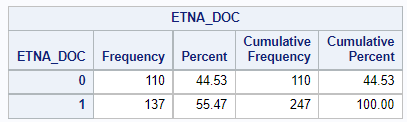 ETNA_DOC
ETNA_DOC Frequency Percent Cumulative Frequency Cumulative Percent
0 110 44.53 110 44.53
1 137 55.47 247 100.00